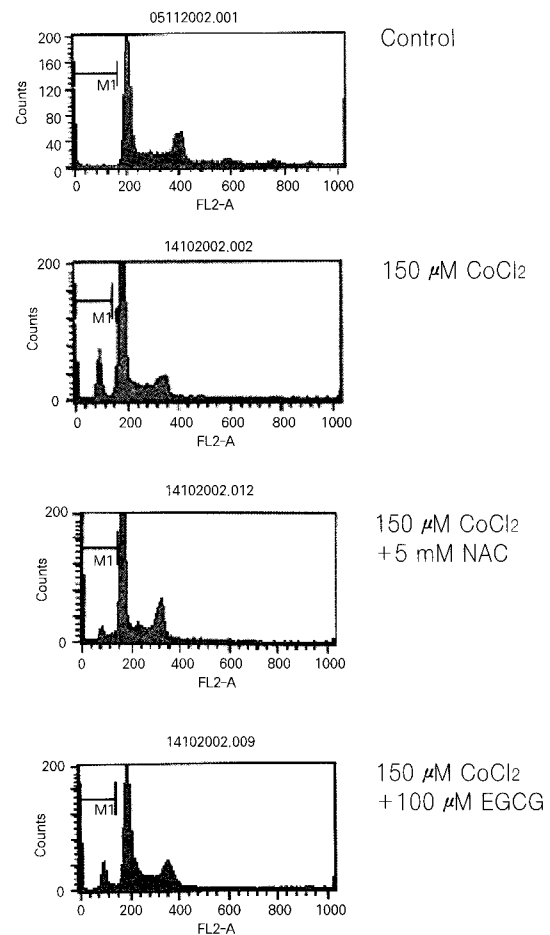 05112002.001
Control
200
160
120
80
40
0
Counts
M1
0 200 400 600 800 1000
FL2-A
14102002.002
150 μM CoCl2
200
0
Counts
M1
0 200 400 600 800 1000
FL2-A
14102002.012
150 μM CoCl2
+5 mM NAC
200
0
Counts
M1
0 200 400 600 800 1000
FL2-A
14102002.009
150 μM CoCl2
+100 μM EGCG
200
0
Counts
M1
0 200 400 600 800 1000
FL2-A